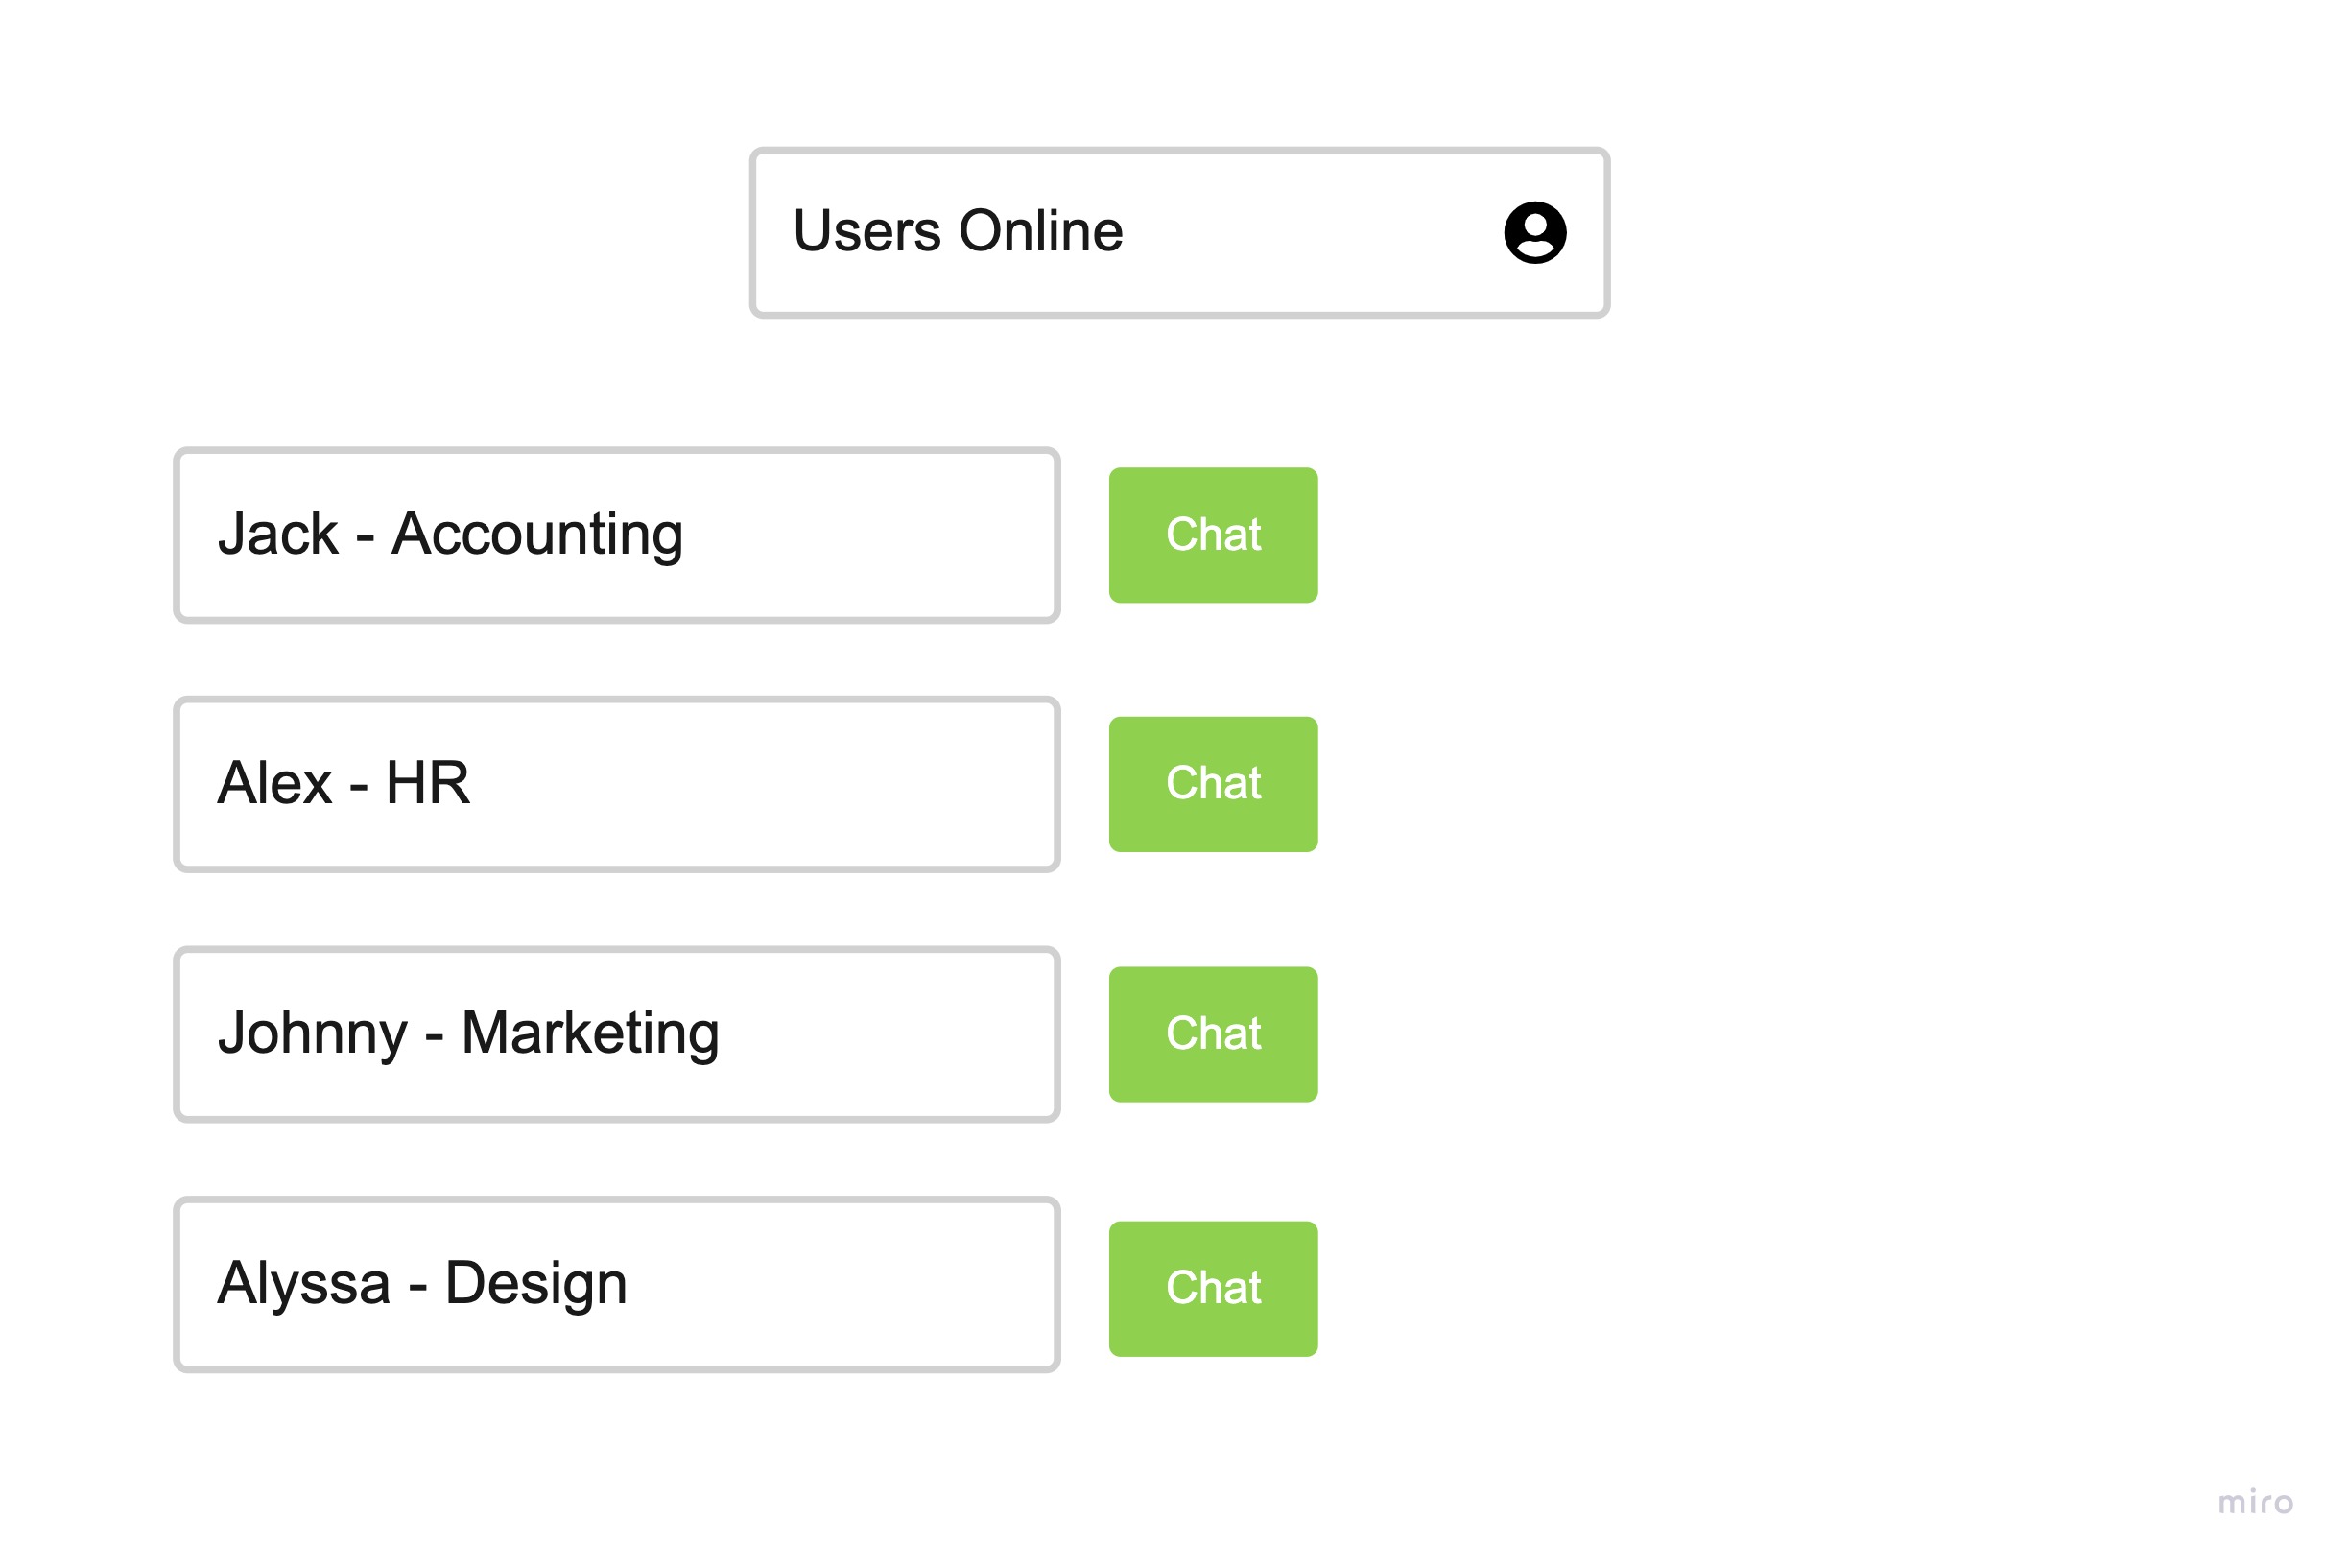 Users Online
Jack - Accounting
Chat
Alex - HR
Chat
Johnny - Marketing
Chat
Alyssa - Design
Chat
miro